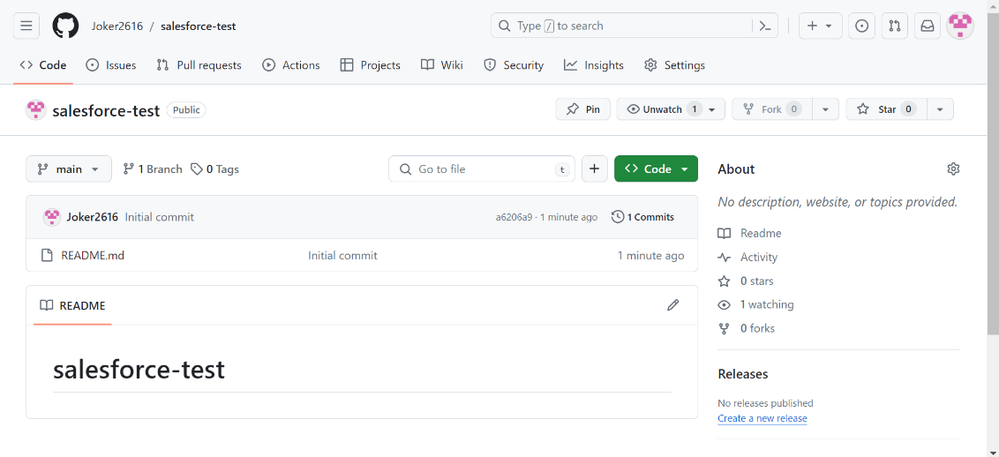 Joker2616 / salesforce-test
Type / to search
Code Issues Pull requests Actions Projects Wiki Security Insights Settings
salesforce-test Public
Pin Unwatch 1 Fork 0 Star 0
main 1 Branch 0 Tags
Go to file t
Code
Joker2616 Initial commit a6206a9 · 1 minute ago 1 Commits
README.md Initial commit 1 minute ago
README
salesforce-test
About
No description, website, or topics provided.
Readme
Activity
0 stars
1 watching
0 forks
Releases
No releases published
Create a new release